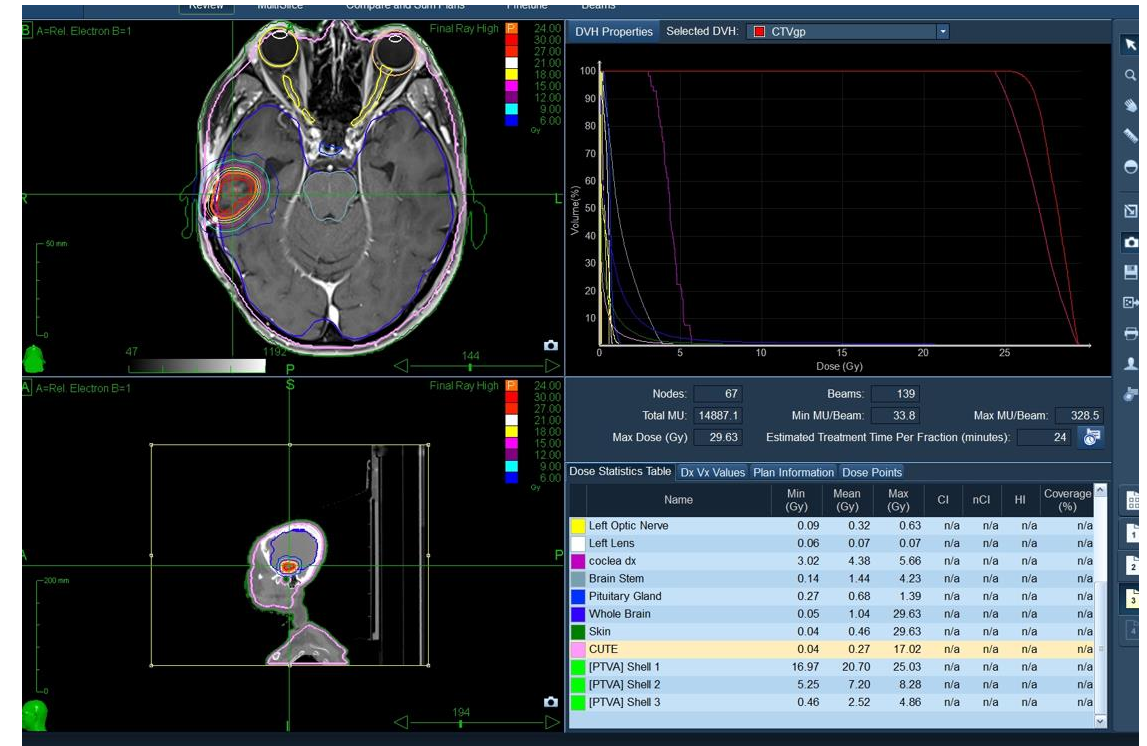 Review MultiSlice Compare and Sum Plans Finetune Beams
B A=Rel. Electron B=1 Final Ray High P 24.00
30.00
27.00
21.00
18.00
15.00
12.00
9.00
6.00
Gy
R L
50 mm
0
47 1192
P
144
A A=Rel. Electron B=1 S Final Ray High P 24.00
30.00
27.00
21.00
18.00
15.00
12.00
9.00
6.00
Gy
A P
200 mm
0
I
194
DVH Properties Selected DVH: CTVgp
100
90
80
70
60
50
40
30
20
10
Volume(%)
0 5 10 15 20 25
Dose (Gy)
Nodes: 67 Beams: 139
Total MU: 14887.1 Min MU/Beam: 33.8 Max MU/Beam: 328.5
Max Dose (Gy) 29.63 Estimated Treatment Time Per Fraction (minutes): 24
Dose Statistics Table Dx Vx Values Plan Information Dose Points
Name Min (Gy) Mean (Gy) Max (Gy) CI nCI HI Coverage (%)
Left Optic Nerve 0.09 0.32 0.63 n/a n/a n/a n/a
Left Lens 0.06 0.07 0.07 n/a n/a n/a n/a
coclea dx 3.02 4.38 5.66 n/a n/a n/a n/a
Brain Stem 0.14 1.44 4.23 n/a n/a n/a n/a
Pituitary Gland 0.27 0.68 1.39 n/a n/a n/a n/a
Whole Brain 0.05 1.04 29.63 n/a n/a n/a n/a
Skin 0.04 0.46 29.63 n/a n/a n/a n/a
CUTE 0.04 0.27 17.02 n/a n/a n/a n/a
[PTVA] Shell 1 16.97 20.70 25.03 n/a n/a n/a n/a
[PTVA] Shell 2 5.25 7.20 8.28 n/a n/a n/a n/a
[PTVA] Shell 3 0.46 2.52 4.86 n/a n/a n/a n/a
1
2
3
4